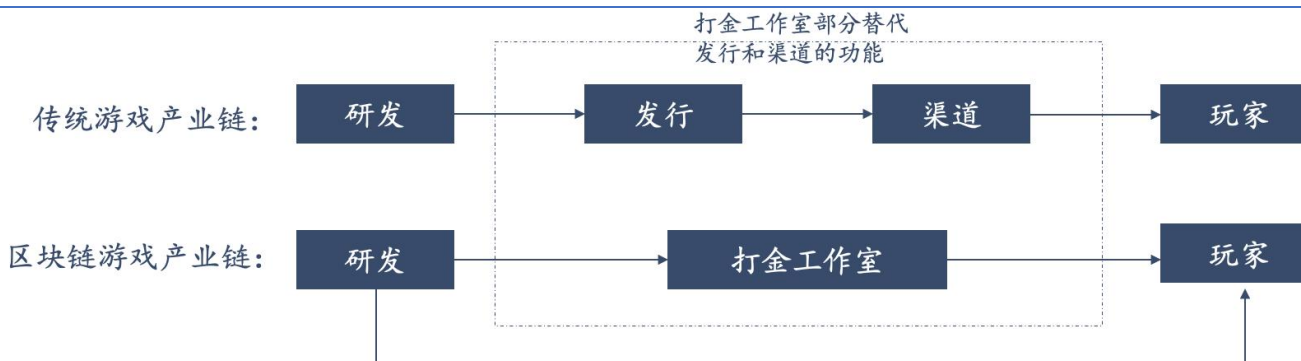 打金工作室部分替代
发行和渠道的功能
传统游戏产业链：
研发
发行
渠道
玩家
区块链游戏产业链：
研发
打金工作室
玩家